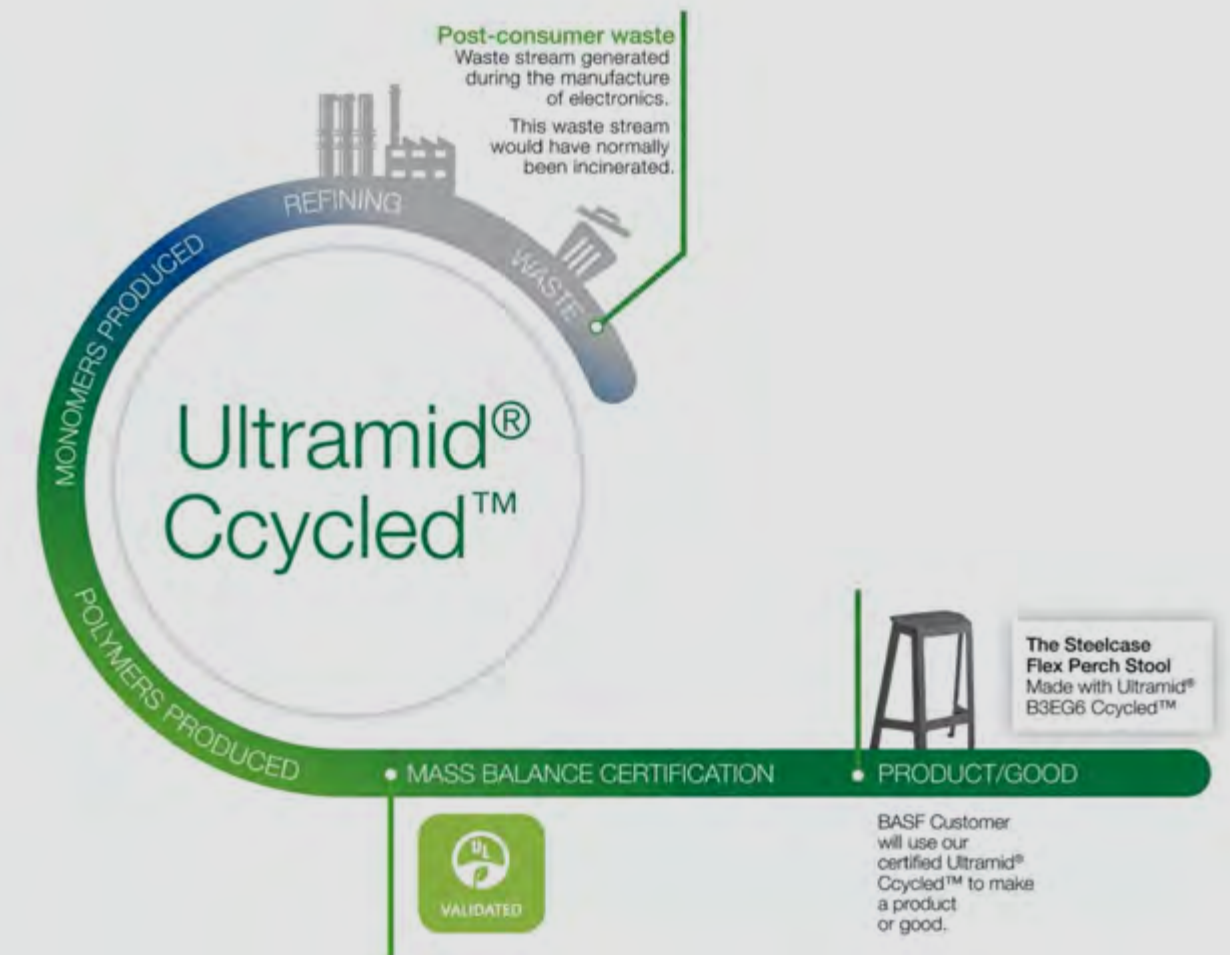 Post-consumer waste
Waste stream generated
during the manufacture
of electronics.
This waste stream
would have normally
been incinerated.
WASTE
REFINING
MONOMERS PRODUCED
POLYMERS PRODUCED
Ultramid®
Ccycled™
MASS BALANCE CERTIFICATION
UL
VALIDATED
PRODUCT/GOOD
The Steelcase
Flex Perch Stool
Made with Ultramid®
B3EG6 Ccycled™
BASF Customer
will use our
certified Ultramid®
Ccycled™ to make
a product
or good.